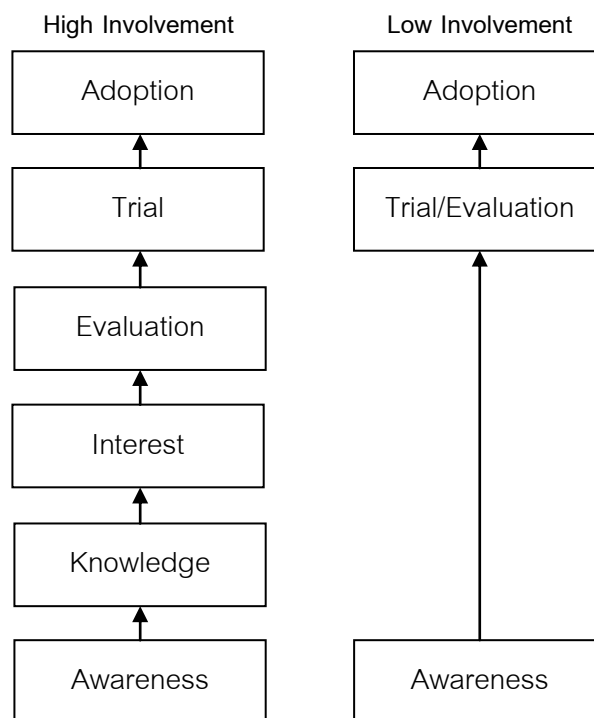 High Involvement
Adoption
Trial
Evaluation
Interest
Knowledge
Awareness
Low Involvement
Adoption
Trial/Evaluation
Awareness